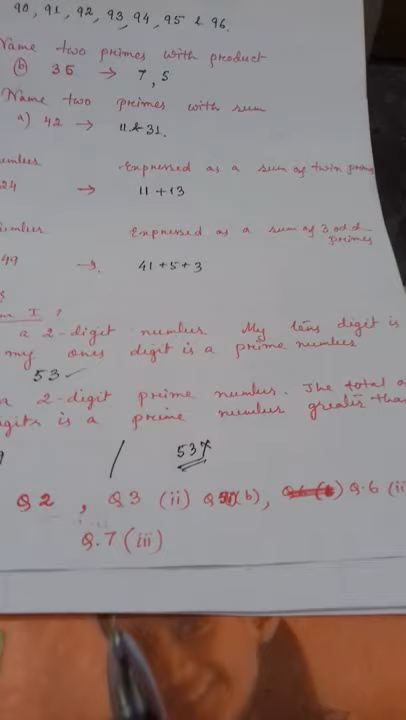 90, 91, 92, 93, 94, 95 & 96.
Name two primes with product
(b) 35 → 7, 5
Name two primes with sum
a) 42 → 11 & 31.
Expressed as a sum of twin primes
24 → 11 + 13
Expressed as a sum of 3 odd primes
49 → 41 + 5 + 3
I ?
a 2-digit number. My tens digit is
my ones digit is a prime number
53 ✓
a 2-digit prime number. The total
digits is a prime number greater than
/ 53
Q2, Q3 (ii) (b), Q.6 (ii
Q.7 (iii)